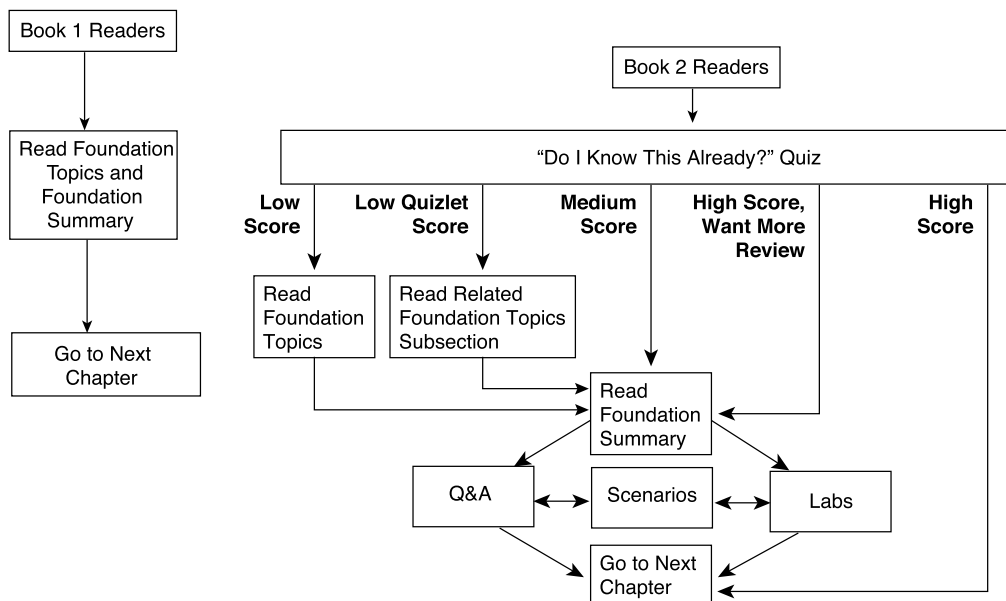 Book 1 Readers
Read Foundation
Topics and
Foundation
Summary
Go to Next
Chapter
Book 2 Readers
“Do I Know This Already?” Quiz
Low
Score
Low Quizlet
Score
Medium
Score
High Score,
Want More
Review
High
Score
Read
Foundation
Topics
Read Related
Foundation Topics
Subsection
Read
Foundation
Summary
Q&A
Scenarios
Labs
Go to Next
Chapter